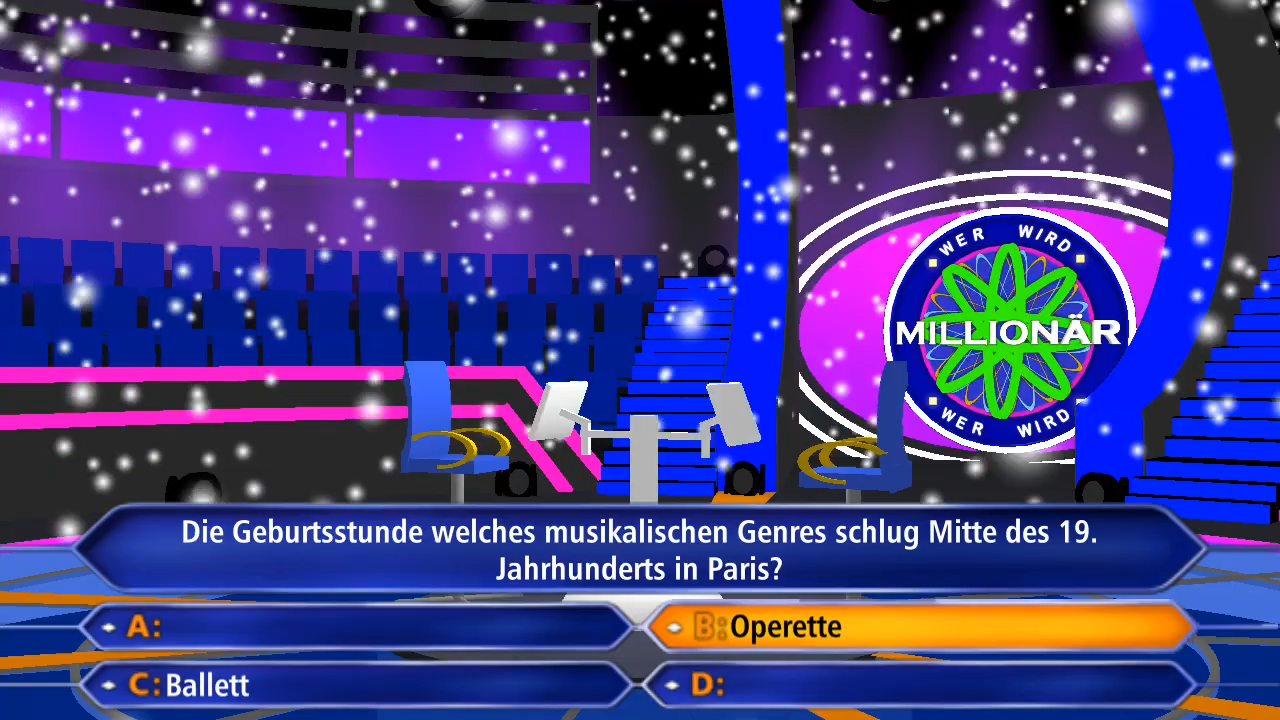 WER WIRD
MILLIONÄR
WER WIRD
Die Geburtsstunde welches musikalischen Genres schlug Mitte des 19.
Jahrhunderts in Paris?
A:
B: Operette
C: Ballett
D: